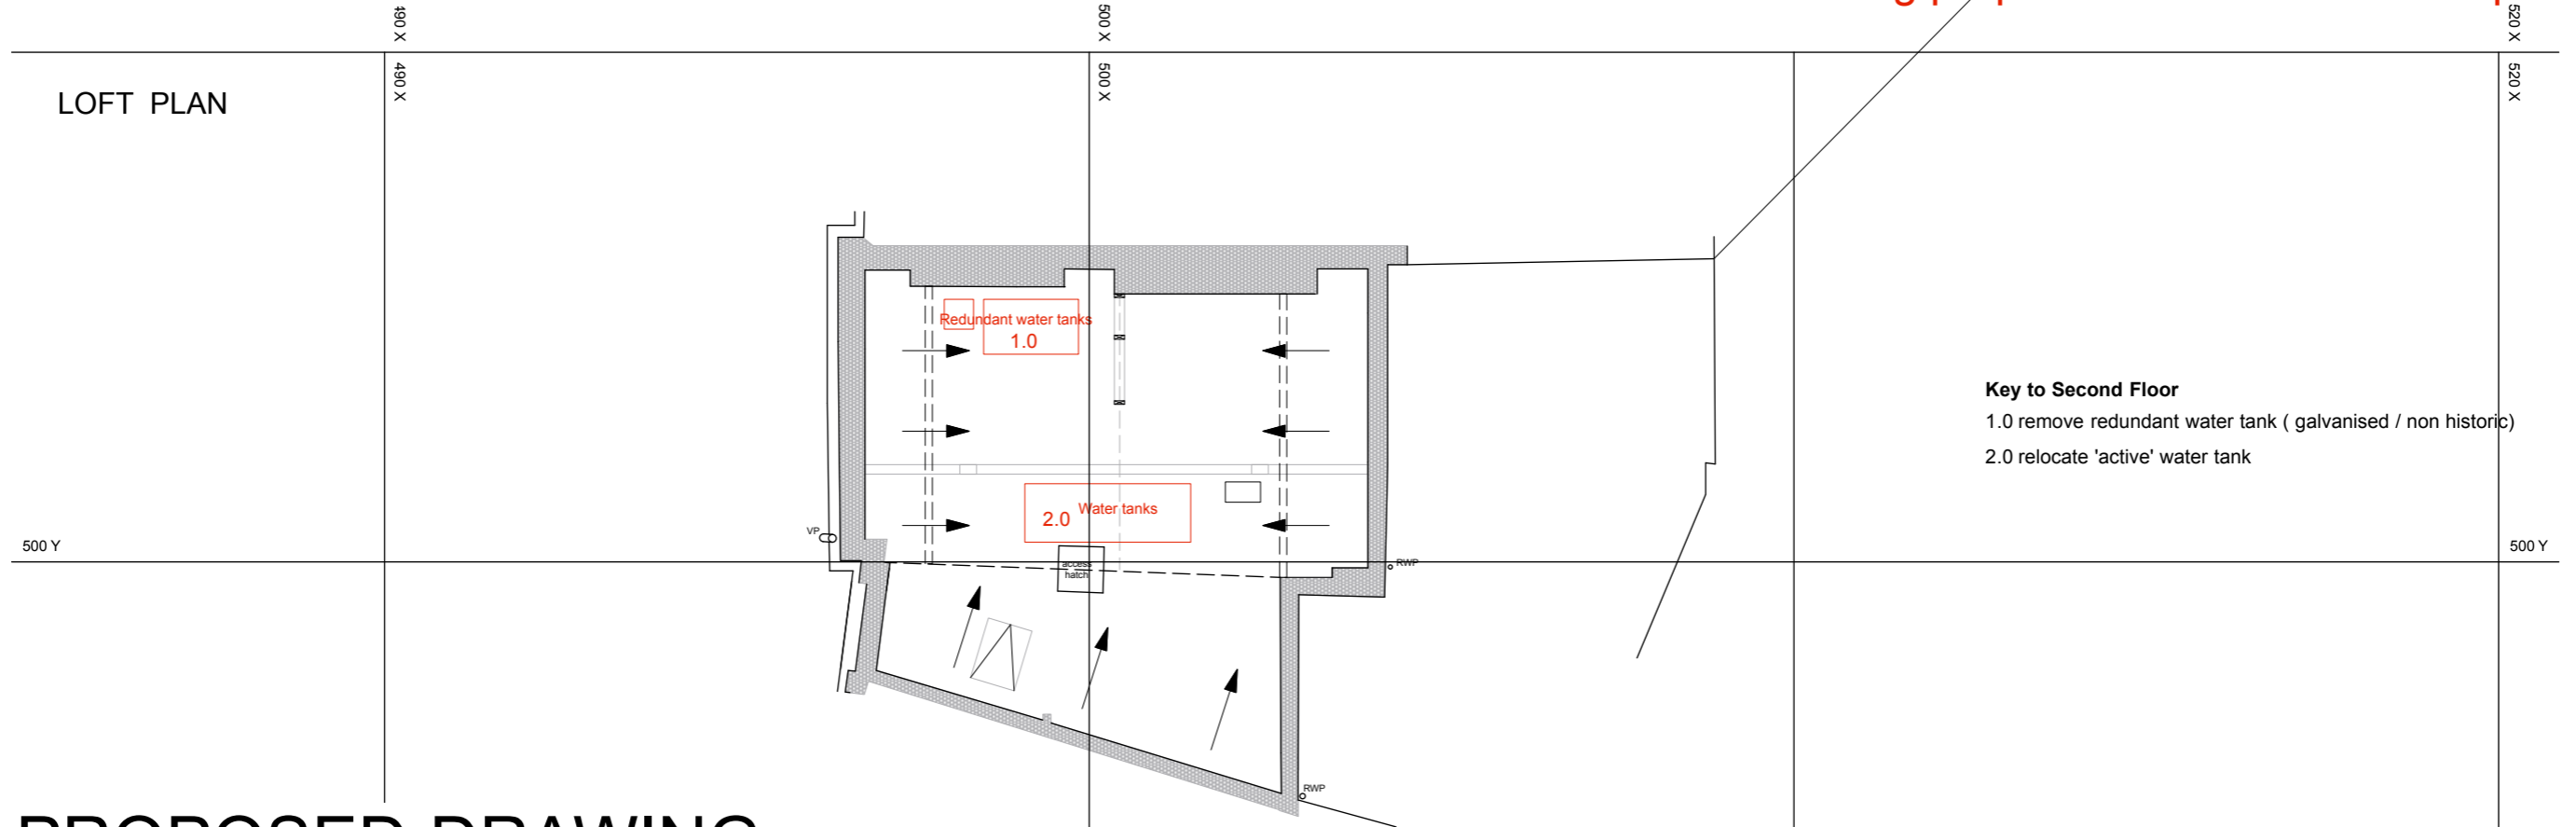 490 X
500 X
520 X
490 X
500 X
520 X
LOFT PLAN
Redundant water tanks
1.0
Key to Second Floor
1.0 remove redundant water tank ( galvanised / non historic)
2.0 relocate 'active' water tank
Water tanks
2.0
VP
500 Y
500 Y
access
hatch
RWP
RWP
PROPOSED DRAWING